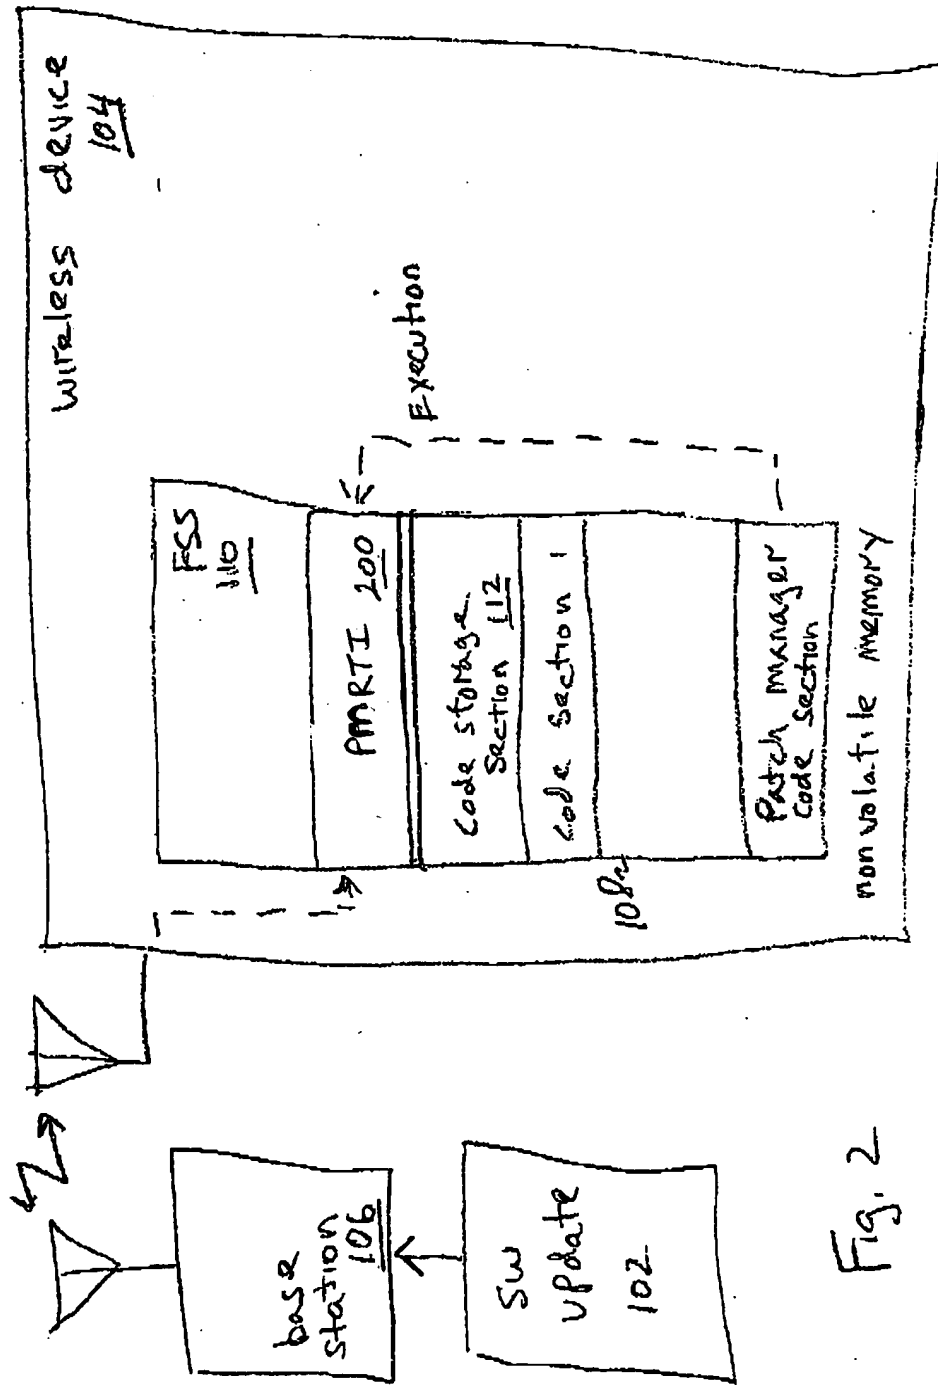 wireless device
104
FSS
110
PMRTI 200
Execution
Code storage
Section 112
Code Section 1
108
Patch manager
Code section
nonvolatile memory
base
station
106
SW
update
102
Fig. 2